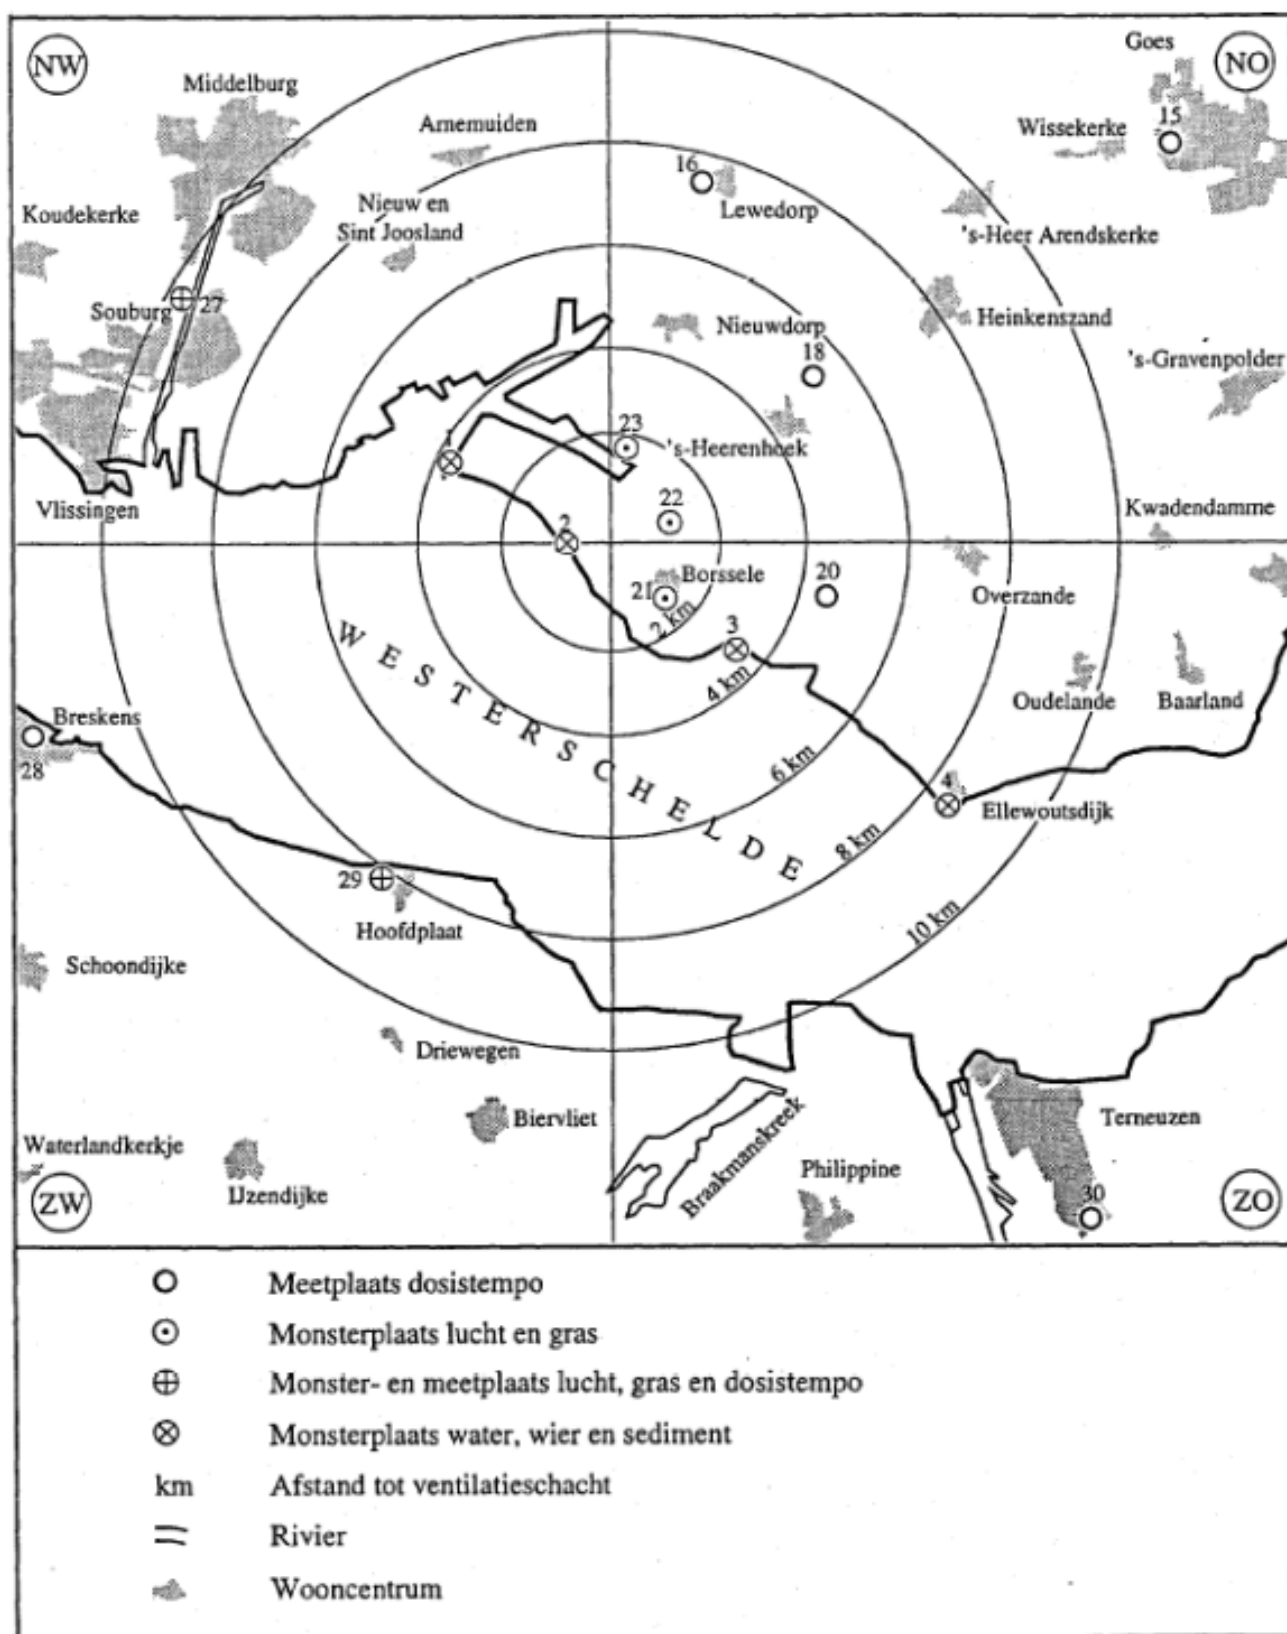 NW
NO
Goes
Middelburg
15
Arnemuiden
Wissekerke
16
Nieuw en
Sint Joosland
Lewedorp
Koudekerke
's-Heer Arendskerke
Souburg
27
Nieuwdorp
Heinkenszand
18
's-Gravenpolder
23
's-Heerenhoek
1
22
Vlissingen
Kwadendamme
2
Borssele
20
21
Overzande
2 km
3
WESTERSCHELDE
4 km
Oudelande
Baarland
Breskens
28
6 km
4
Ellewoutsdijk
8 km
29
10 km
Hoofdplaat
Schoondijke
Driewegen
Biervliet
Terneuzen
Braakmanskreek
Waterlandkerkje
Philippine
IJzendijke
30
ZW
ZO
Meetplaats dosistempo
Monsterplaats lucht en gras
Monster- en meetplaats lucht, gras en dosistempo
Monsterplaats water, wier en sediment
km Afstand tot ventilatieschacht
Rivier
Wooncentrum